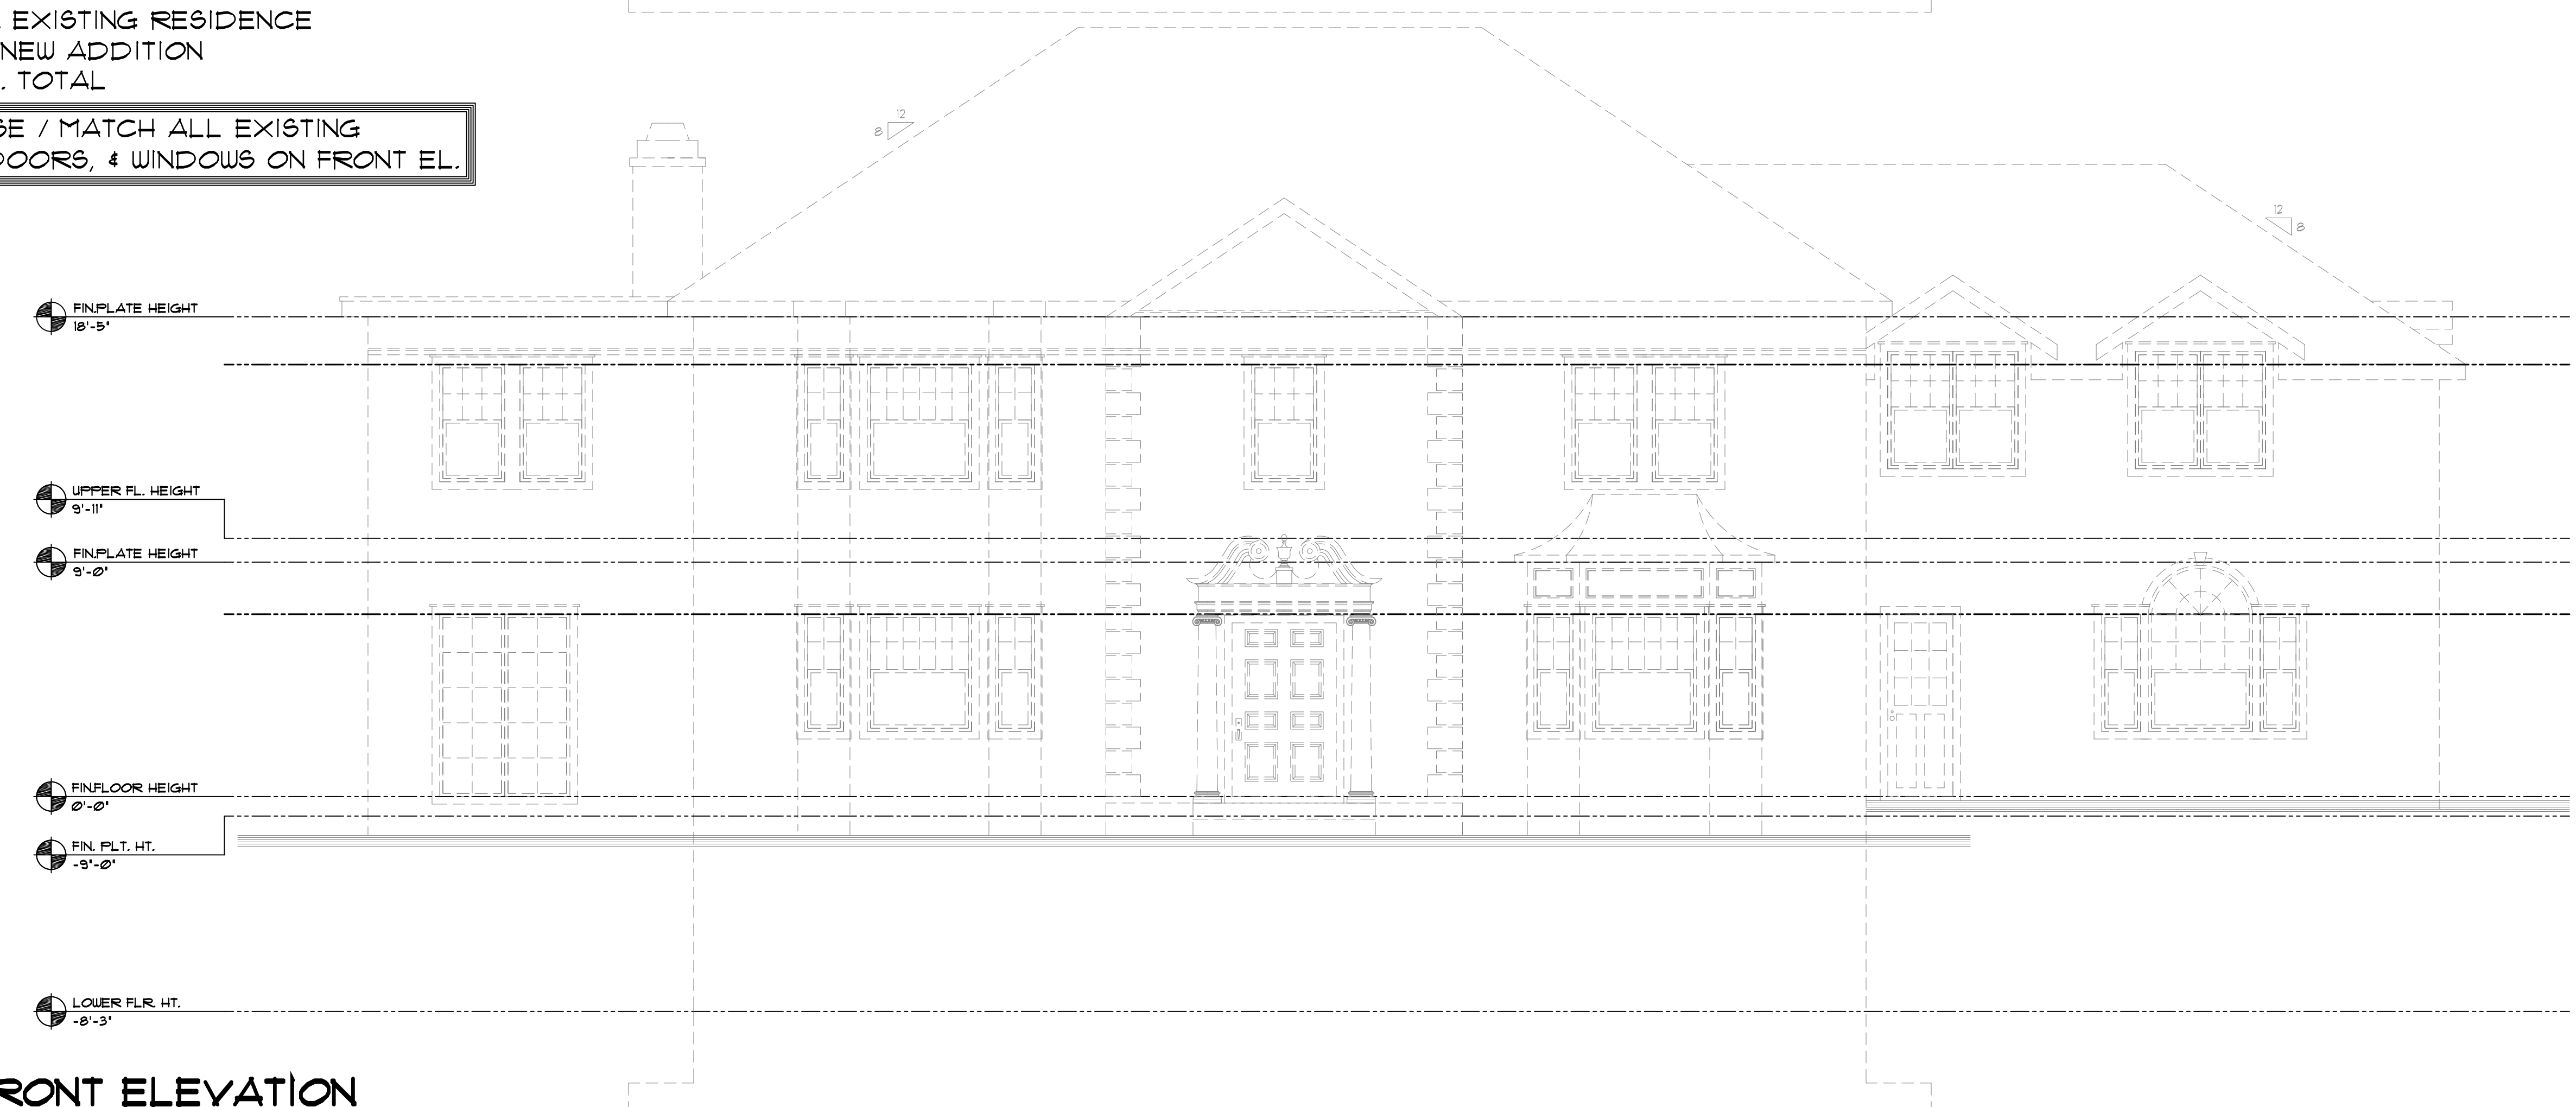 EXISTING RESIDENCE
NEW ADDITION
. TOTAL
SE / MATCH ALL EXISTING
DOORS, & WINDOWS ON FRONT EL.
12
8
12
8
FIN.PLATE HEIGHT
18'-5"
UPPER FL. HEIGHT
9'-11"
FIN.PLATE HEIGHT
9'-0"
FIN.FLOOR HEIGHT
0'-0"
FIN. PLT. HT.
-9"-0"
LOWER FLR. HT.
-8'-3"
RONT ELEVATION